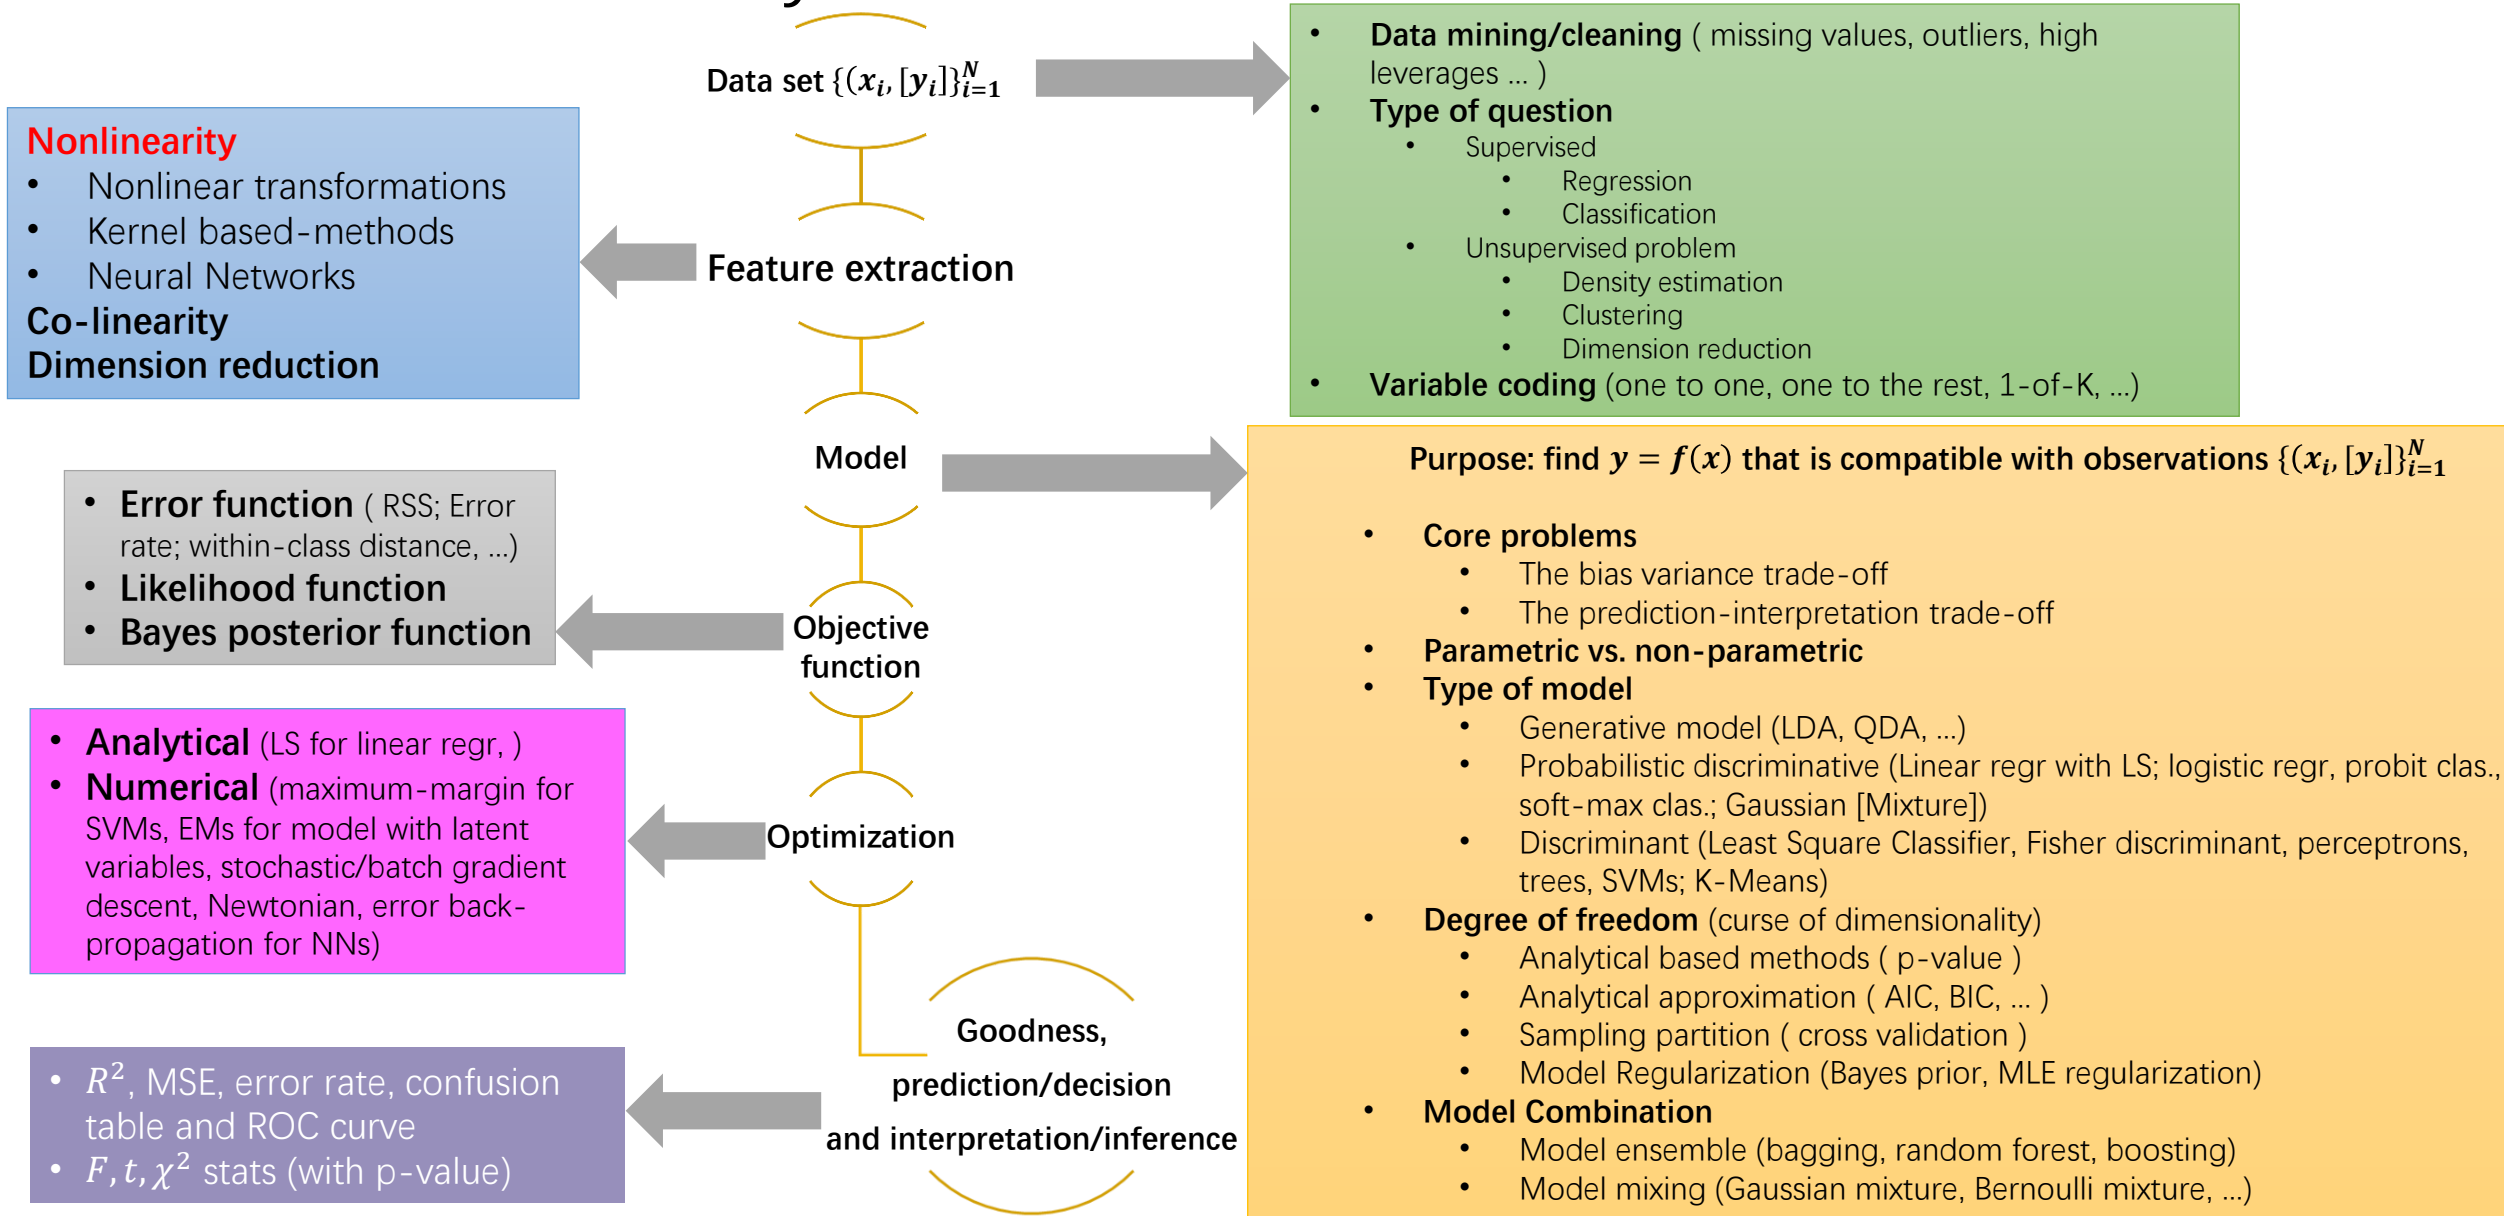 Data set {(x_i, [y_i]}_{i=1}^N
• Data mining/cleaning ( missing values, outliers, high
leverages ... )
• Type of question
• Supervised
• Regression
• Classification
• Unsupervised problem
• Density estimation
• Clustering
• Dimension reduction
• Variable coding (one to one, one to the rest, 1-of-K, ...)
Feature extraction
Nonlinearity
• Nonlinear transformations
• Kernel based-methods
• Neural Networks
Co-linearity
Dimension reduction
Model
Purpose: find y = f(x) that is compatible with observations {(x_i, [y_i]}_{i=1}^N
• Core problems
• The bias variance trade-off
• The prediction-interpretation trade-off
• Parametric vs. non-parametric
• Type of model
• Generative model (LDA, QDA, ...)
• Probabilistic discriminative (Linear regr with LS; logistic regr, probit clas.,
soft-max clas.; Gaussian [Mixture])
• Discriminant (Least Square Classifier, Fisher discriminant, perceptrons,
trees, SVMs; K-Means)
• Degree of freedom (curse of dimensionality)
• Analytical based methods ( p-value )
• Analytical approximation ( AIC, BIC, ... )
• Sampling partition ( cross validation )
• Model Regularization (Bayes prior, MLE regularization)
• Model Combination
• Model ensemble (bagging, random forest, boosting)
• Model mixing (Gaussian mixture, Bernoulli mixture, ...)
Objective
function
• Error function ( RSS; Error
rate; within-class distance, ...)
• Likelihood function
• Bayes posterior function
Optimization
• Analytical (LS for linear regr, )
• Numerical (maximum-margin for
SVMs, EMs for model with latent
variables, stochastic/batch gradient
descent, Newtonian, error back-
propagation for NNs)
Goodness,
prediction/decision
and interpretation/inference
• R², MSE, error rate, confusion
table and ROC curve
• F, t, χ² stats (with p-value)